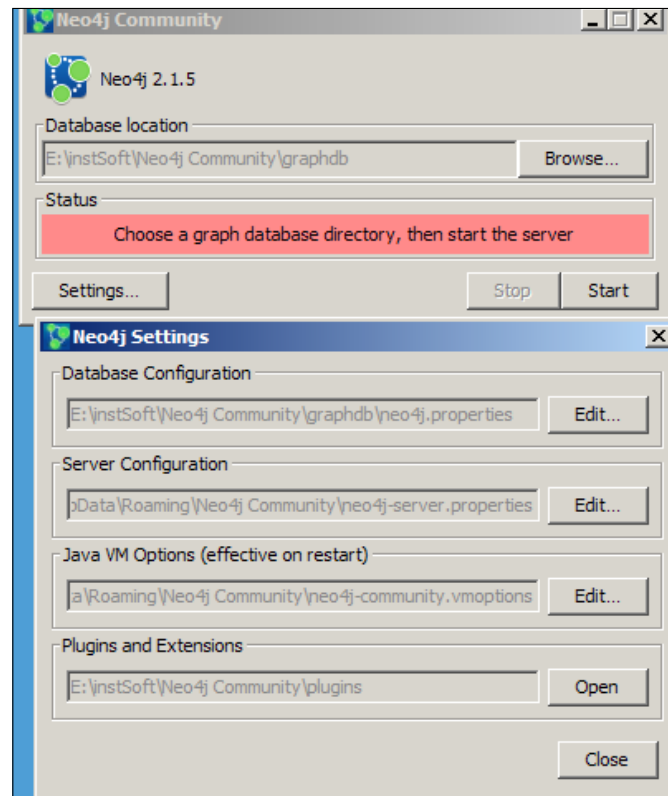 Neo4j Community
Neo4j 2.1.5
Database location
E:\instSoft\Neo4j Community\graphdb
Browse...
Status
Choose a graph database directory, then start the server
Settings...
Stop
Start
Neo4j Settings
Database Configuration
E:\instSoft\Neo4j Community\graphdb\neo4j.properties
Edit...
Server Configuration
pData\Roaming\Neo4j Community\neo4j-server.properties
Edit...
Java VM Options (effective on restart)
a\Roaming\Neo4j Community\neo4j-community.vmoptions
Edit...
Plugins and Extensions
E:\instSoft\Neo4j Community\plugins
Open
Close